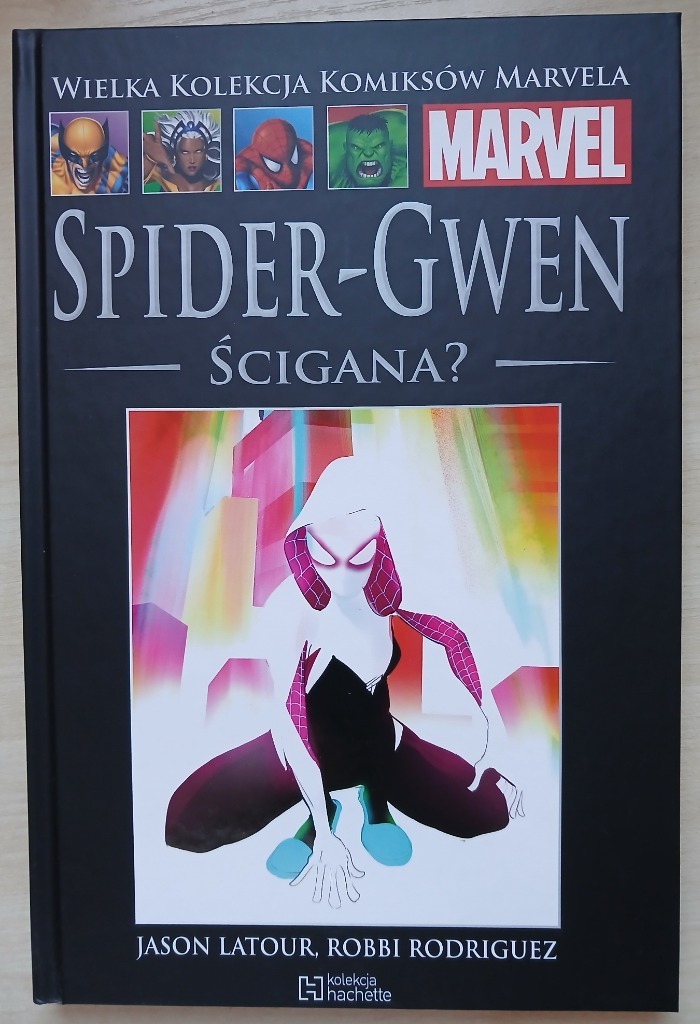 WIELKA KOLEKCJA KOMIKSÓW MARVELA
MARVEL
SPIDER-GWEN
ŚCIGANA?
JASON LATOUR, ROBBI RODRIGUEZ
kolekcja
hachette